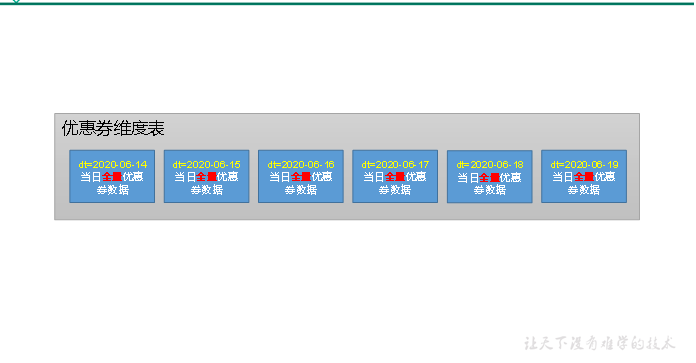 优惠券维度表
dt=2020-06-14
当日全量优惠
券数据
dt=2020-06-15
当日全量优惠
券数据
dt=2020-06-16
当日全量优惠
券数据
dt=2020-06-17
当日全量优惠
券数据
dt=2020-06-18
当日全量优惠
券数据
dt=2020-06-19
当日全量优惠
券数据
让天下没有难学的技术